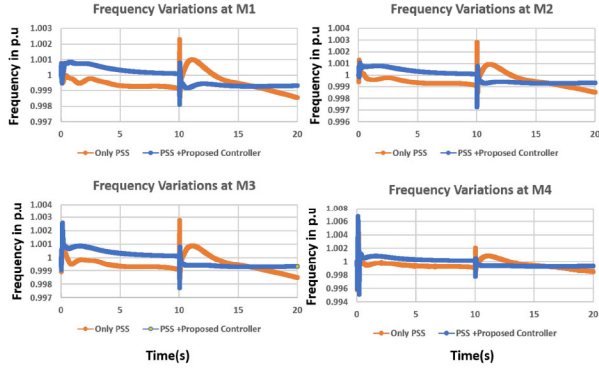 Frequency Variations at M1
Frequency in p.u
1.003
1.002
1.001
1
0.999
0.998
0.997
0 5 10 15 20
Only PSS PSS +Proposed Controller
Frequency Variations at M2
Frequency in p.u
1.004
1.003
1.002
1.001
1
0.999
0.998
0.997
0.996
0 5 10 15 20
Only PSS PSS +Proposed Controller
Frequency Variations at M3
Frequency in p.u
1.004
1.003
1.002
1.001
1
0.999
0.998
0.997
0 5 10 15 20
Only PSS PSS +Proposed Controller
Time(s)
Frequency Variations at M4
Frequency in p.u
1.008
1.006
1.004
1.002
1
0.998
0.996
0.994
0 5 10 15 20
Only PSS PSS +Proposed Controller
Time(s)